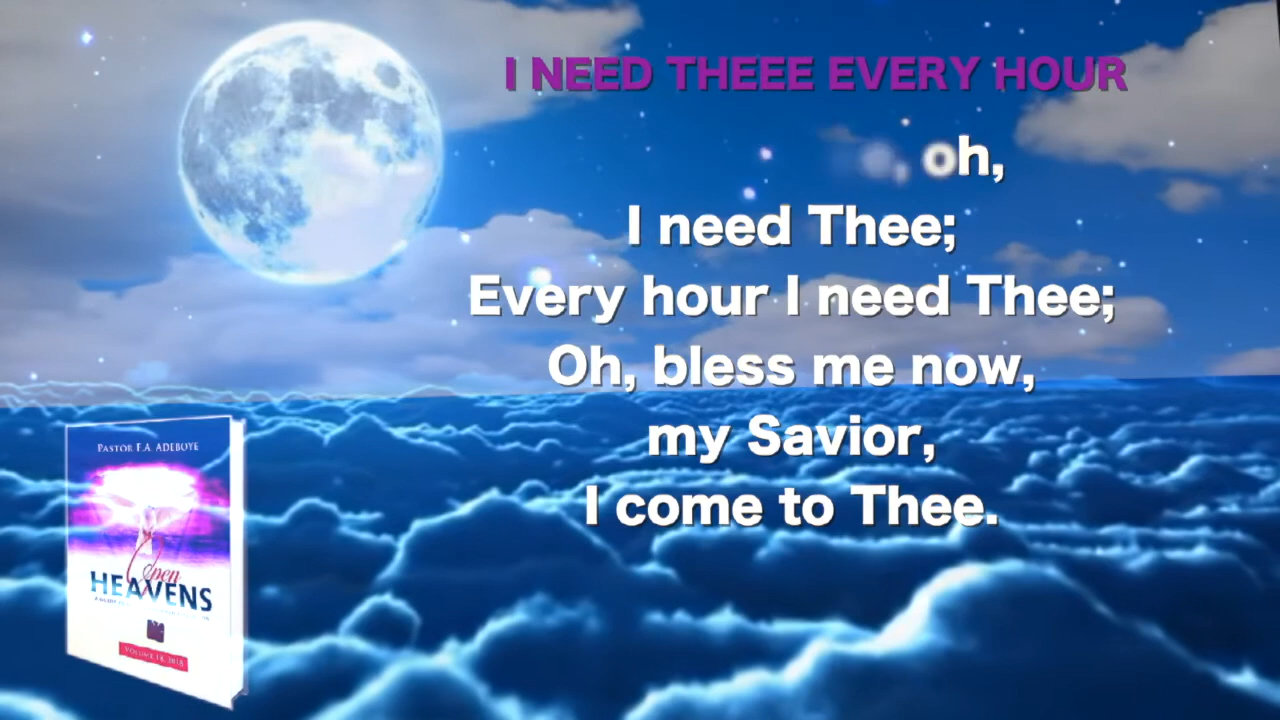 I NEED THEEE EVERY HOUR
oh,
I need Thee;
Every hour I need Thee;
Oh, bless me now,
my Savior,
I come to Thee.
PASTOR E.A. ADEBOYE
Open
HEAVENS
VOLUME 18, 2018